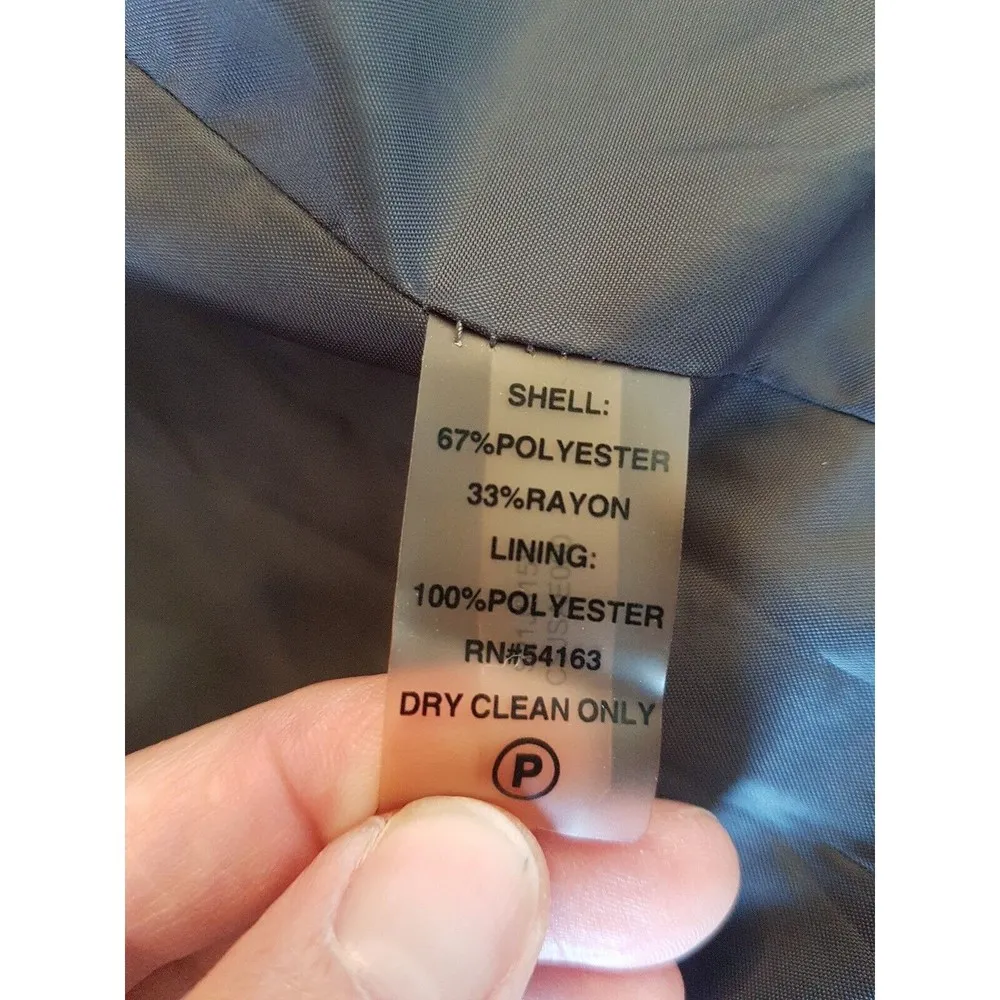 SHELL:
67%POLYESTER
33%RAYON
LINING:
100%POLYESTER
RN#54163
DRY CLEAN ONLY
P